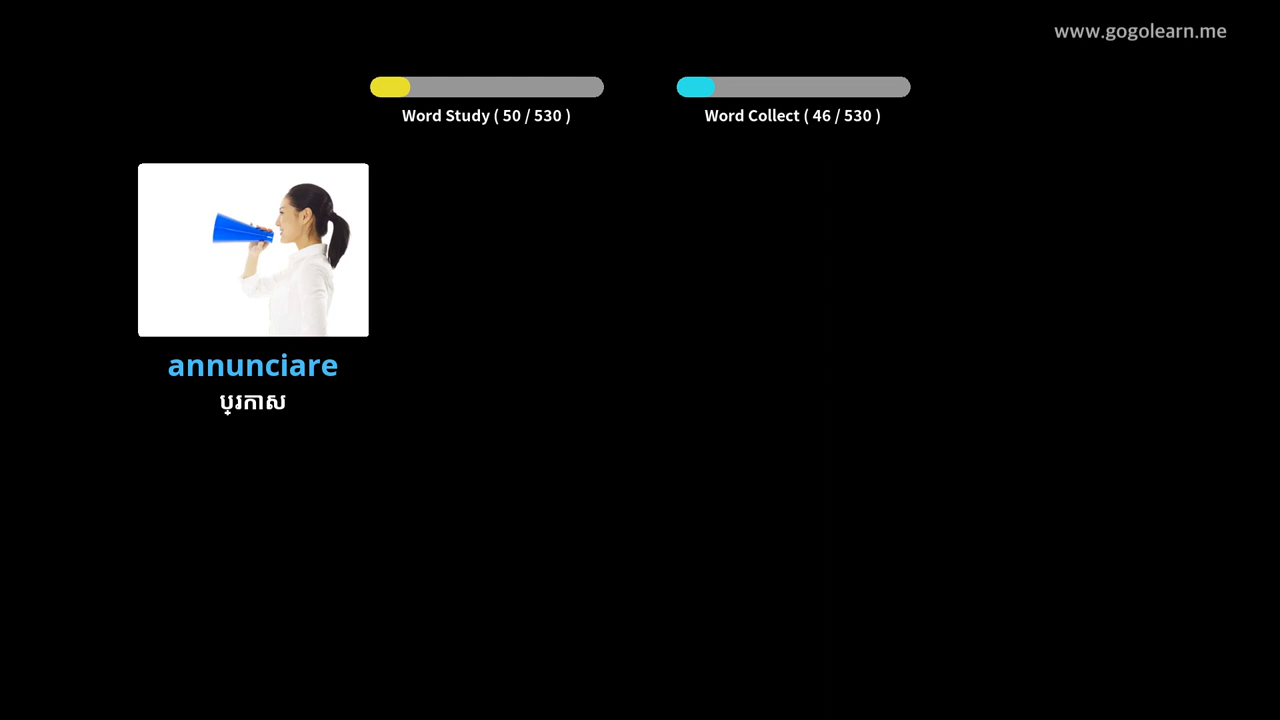 www.gogolearn.me
Word Study ( 50 / 530 )
Word Collect ( 46 / 530 )
annunciare
ប្រកាស